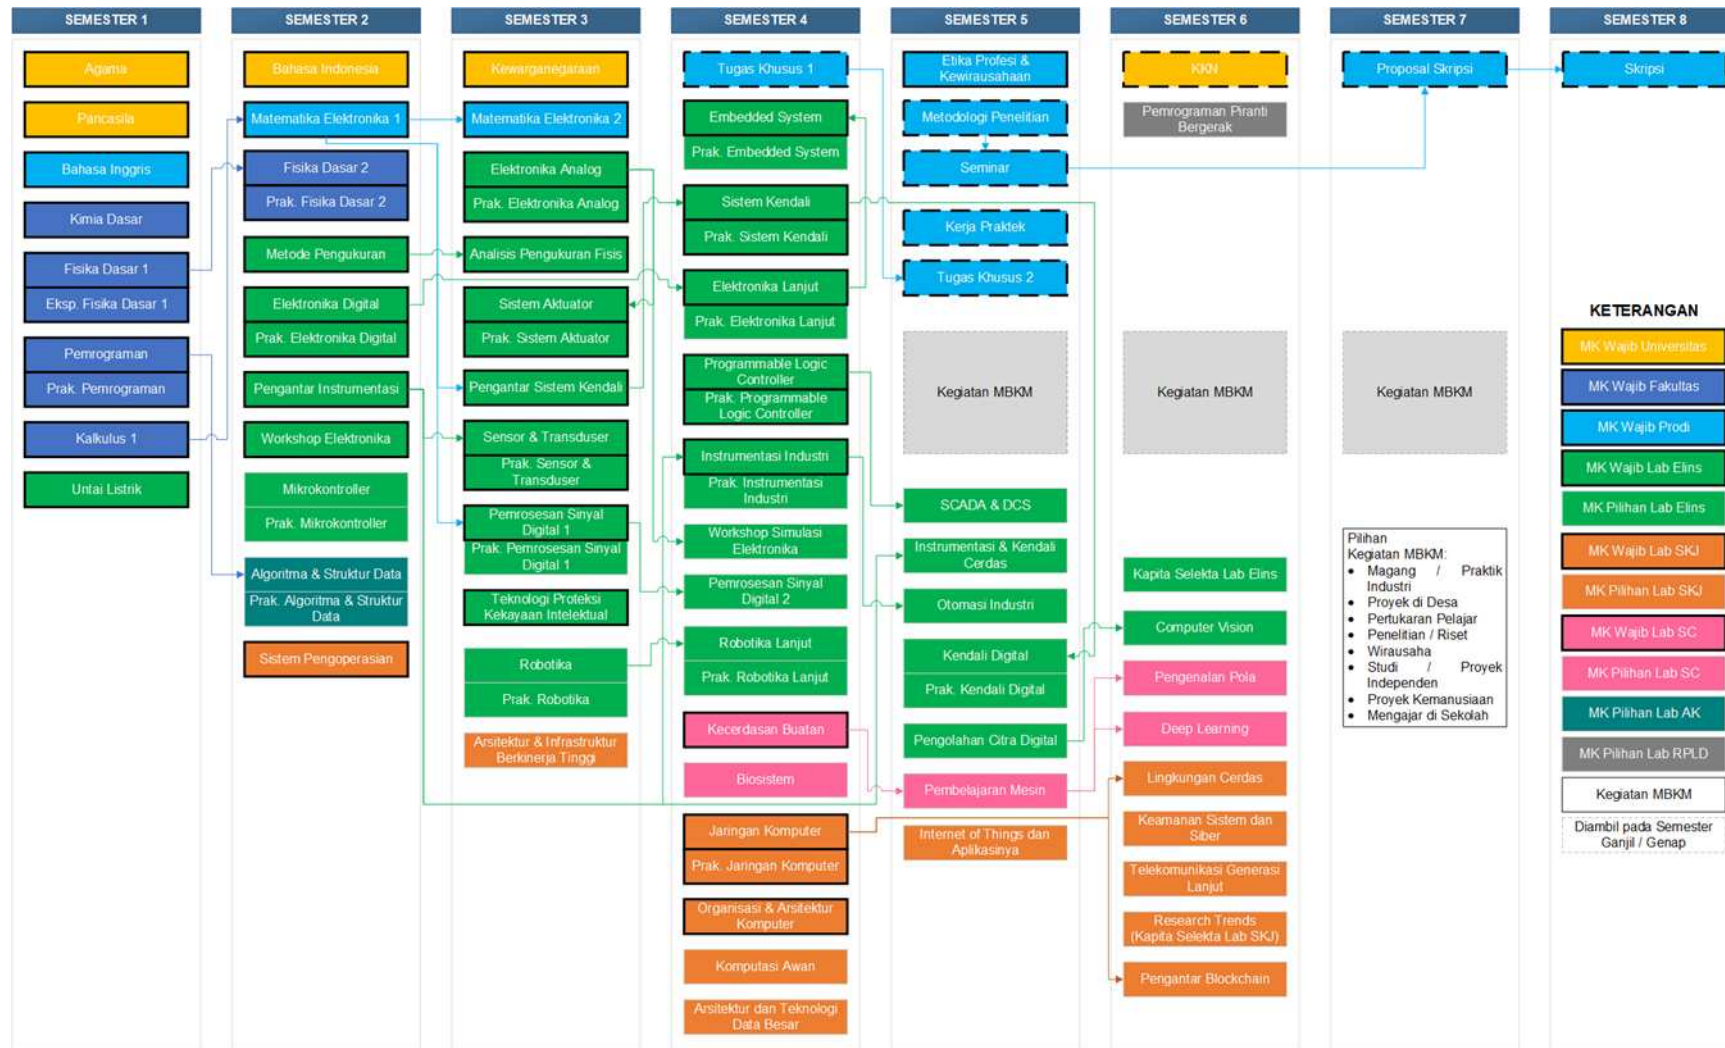 SEMESTER 1
Agama
Pancasila
Bahasa Inggris
Kimia Dasar
Fisika Dasar 1
Eksp. Fisika Dasar 1
Pemrograman
Prak. Pemrograman
Kalkulus 1
Untai Listrik
SEMESTER 2
Bahasa Indonesia
Matematika Elektronika 1
Fisika Dasar 2
Prak. Fisika Dasar 2
Metode Pengukuran
Elektronika Digital
Prak. Elektronika Digital
Pengantar Instrumentasi
Workshop Elektronika
Mikrokontroller
Prak. Mikrokontroller
Algoritma & Struktur Data
Prak. Algoritma & Struktur
Data
Sistem Pengoperasian
SEMESTER 3
Kewarganegaraan
Matematika Elektronika 2
Elektronika Analog
Prak. Elektronika Analog
Analisis Pengukuran Fisis
Sistem Aktuator
Prak. Sistem Aktuator
Pengantar Sistem Kendali
Sensor & Transduser
Prak. Sensor &
Transduser
Pemrosesan Sinyal
Digital 1
Prak. Pemrosesan Sinyal
Digital 1
Teknologi Proteksi
Kekayaan Intelektual
Robotika
Prak. Robotika
Arsitektur & Infrastruktur
Berkinerja Tinggi
SEMESTER 4
Tugas Khusus 1
Embedded System
Prak. Embedded System
Sistem Kendali
Prak. Sistem Kendali
Elektronika Lanjut
Prak. Elektronika Lanjut
Programmable Logic
Controller
Prak. Programmable
Logic Controller
Instrumentasi Industri
Prak. Instrumentasi
Industri
Workshop Simulasi
Elektronika
Pemrosesan Sinyal
Digital 2
Robotika Lanjut
Prak. Robotika Lanjut
Kecerdasan Buatan
Biosistem
Jaringan Komputer
Prak. Jaringan Komputer
Organisasi & Arsitektur
Komputer
Komputasi Awan
Arsitektur dan Teknologi
Data Besar
SEMESTER 5
Etika Profesi &
Kewirausahaan
Metodologi Penelitian
Seminar
Kerja Praktek
Tugas Khusus 2
Kegiatan MBKM
SCADA & DCS
Instrumentasi & Kendali
Cerdas
Otomasi Industri
Kendali Digital
Prak. Kendali Digital
Pengolahan Citra Digital
Pembelajaran Mesin
Internet of Things dan
Aplikasinya
SEMESTER 6
KKN
Pemrograman Piranti
Bergerak
Kegiatan MBKM
Kapita Selekta Lab Elins
Computer Vision
Pengenalan Pola
Deep Learning
Lingkungan Cerdas
Keamanan Sistem dan
Siber
Telekomunikasi Generasi
Lanjut
Research Trends
(Kapita Selekta Lab SKJ)
Pengantar Blockchain
SEMESTER 7
Proposal Skripsi
Kegiatan MBKM
Pilihan
Kegiatan MBKM:
• Magang / Praktik
Industri
• Proyek di Desa
• Pertukaran Pelajar
• Penelitian / Riset
• Wirausaha
• Studi / Proyek
Independen
• Proyek Kemanusiaan
• Mengajar di Sekolah
SEMESTER 8
Skripsi
KETERANGAN
MK Wajib Universitas
MK Wajib Fakultas
MK Wajib Prodi
MK Wajib Lab Elins
MK Pilihan Lab Elins
MK Wajib Lab SKJ
MK Pilihan Lab SKJ
MK Wajib Lab SC
MK Pilihan Lab SC
MK Pilihan Lab AK
MK Pilihan Lab RPLD
Kegiatan MBKM
Diambil pada Semester
Ganjil / Genap